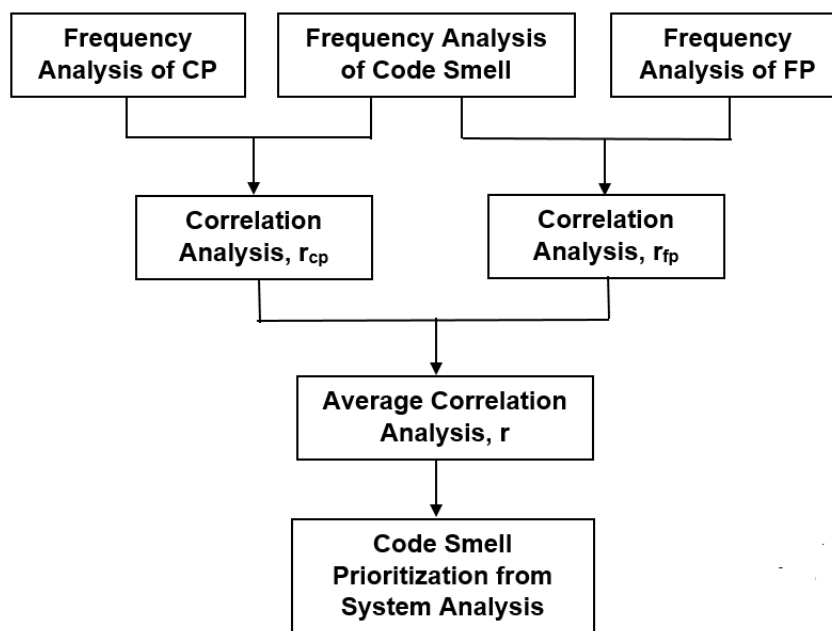 Frequency
Analysis of CP
Frequency Analysis
of Code Smell
Frequency
Analysis of FP
Correlation
Analysis, rcp
Correlation
Analysis, rfp
Average Correlation
Analysis, r
Code Smell
Prioritization from
System Analysis